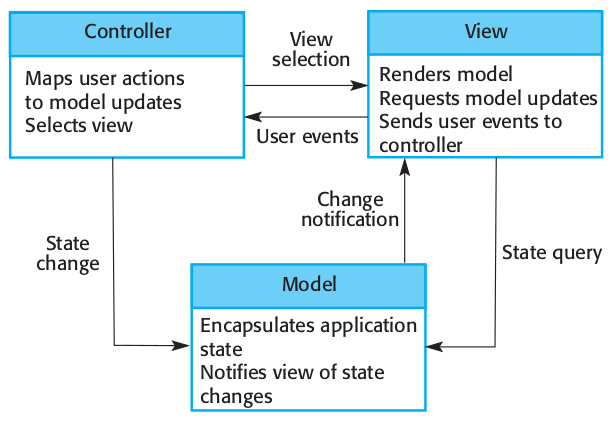 Controller
Maps user actions
to model updates
Selects view
View
selection
User events
View
Renders model
Requests model updates
Sends user events to
controller
State
change
Change
notification
State query
Model
Encapsulates application
state
Notifies view of state
changes